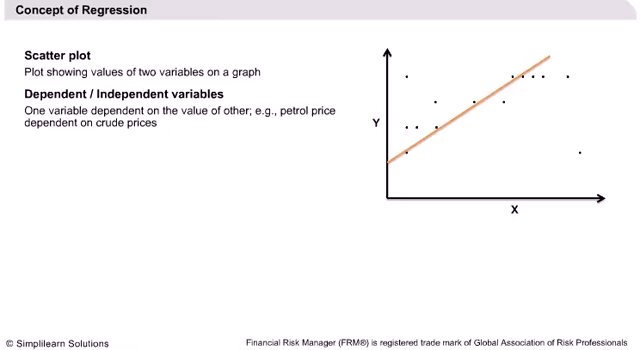 Concept of Regression
Scatter plot
Plot showing values of two variables on a graph
Dependent / Independent variables
One variable dependent on the value of other; e.g., petrol price
dependent on crude prices
Y
X
© Simplilearn Solutions
Financial Risk Manager (FRM®) is registered trade mark of Global Association of Risk Professionals